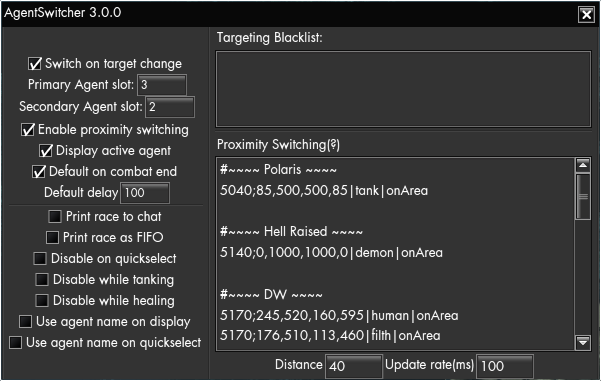 AgentSwitcher 3.0.0
Switch on target change
Primary Agent slot: 3
Secondary Agent slot: 2
Enable proximity switching
Display active agent
Default on combat end
Default delay 100
Print race to chat
Print race as FIFO
Disable on quickselect
Disable while tanking
Disable while healing
Use agent name on display
Use agent name on quickselect
Targeting Blacklist:
Proximity Switching(?)
#~~~~ Polaris ~~~~
5040;85,500,500,85|tank|onArea
#~~~~ Hell Raised ~~~~
5140;0,1000,1000,0|demon|onArea
#~~~~ DW ~~~~
5170;245,520,160,595|human|onArea
5170;176,510,113,460|filth|onArea
Distance 40 Update rate(ms) 100